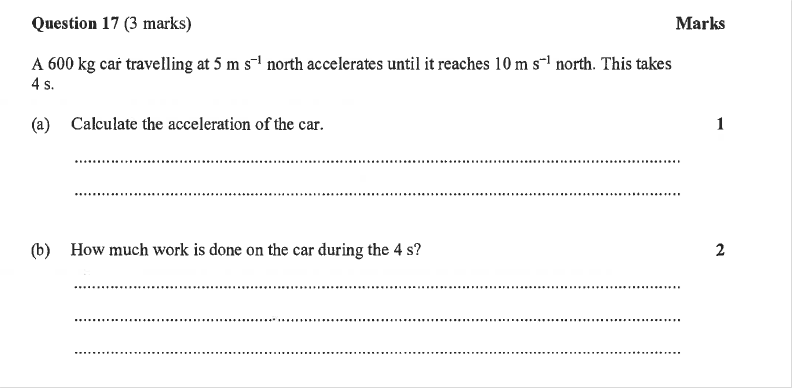 Question 17 (3 marks) Marks
A 600 kg car travelling at 5 m s⁻¹ north accelerates until it reaches 10 m s⁻¹ north. This takes
4 s.
(a) Calculate the acceleration of the car. 1
(b) How much work is done on the car during the 4 s? 2